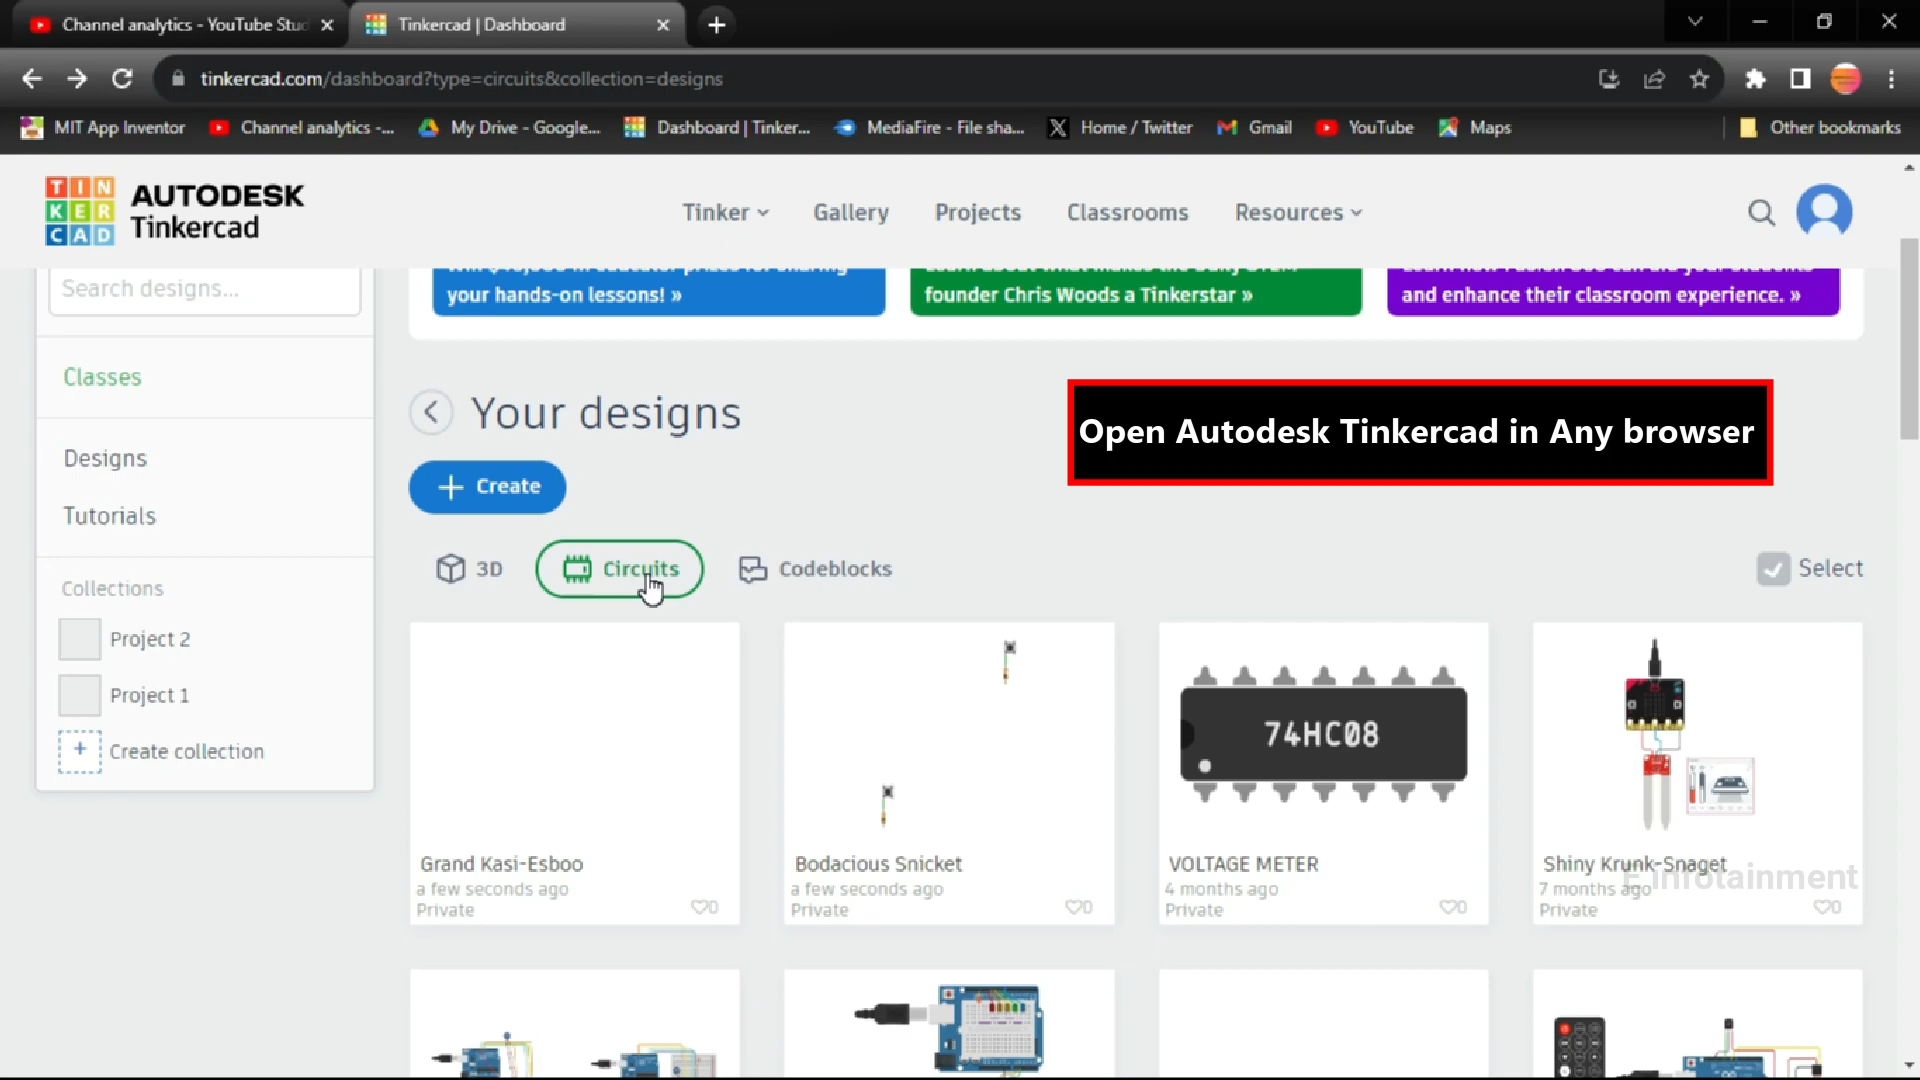 Channel analytics - YouTube Stud
Tinkercad | Dashboard
tinkercad.com/dashboard?type=circuits&collection=designs
MIT App Inventor
Channel analytics -...
My Drive - Google...
Dashboard | Tinker...
MediaFire - File sha...
Home / Twitter
Gmail
YouTube
Maps
Other bookmarks
TIN
KER
CAD
AUTODESK
Tinkercad
Tinker
Gallery
Projects
Classrooms
Resources
Search designs...
your hands-on lessons! »
founder Chris Woods a Tinkerstar »
and enhance their classroom experience. »
Classes
Designs
Tutorials
Collections
Project 2
Project 1
Create collection
Your designs
Open Autodesk Tinkercad in Any browser
Create
3D
Circuits
Codeblocks
Select
74HC08
Grand Kasi-Esboo
a few seconds ago
Private
0
Bodacious Snicket
a few seconds ago
Private
0
VOLTAGE METER
4 months ago
Private
0
Shiny Krunk-Snaget
7 months ago
Private
0
E infotainment